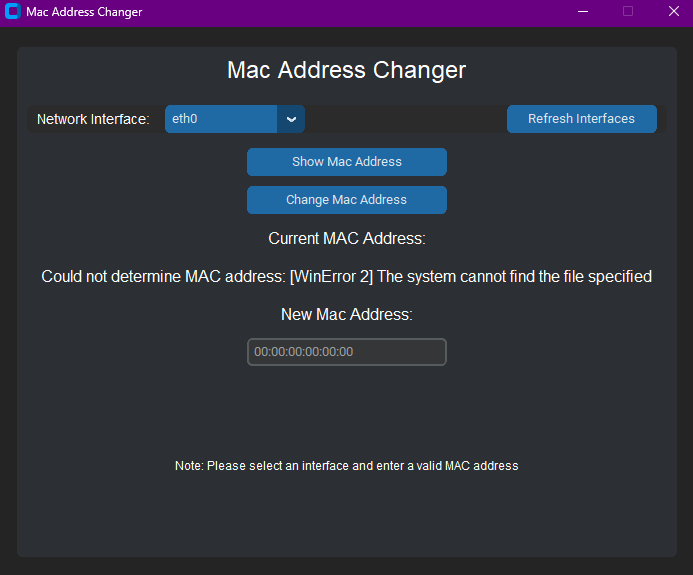 Mac Address Changer
Mac Address Changer
Network Interface: eth0 Refresh Interfaces
Show Mac Address
Change Mac Address
Current MAC Address:
Could not determine MAC address: [WinError 2] The system cannot find the file specified
New Mac Address:
00:00:00:00:00:00
Note: Please select an interface and enter a valid MAC address